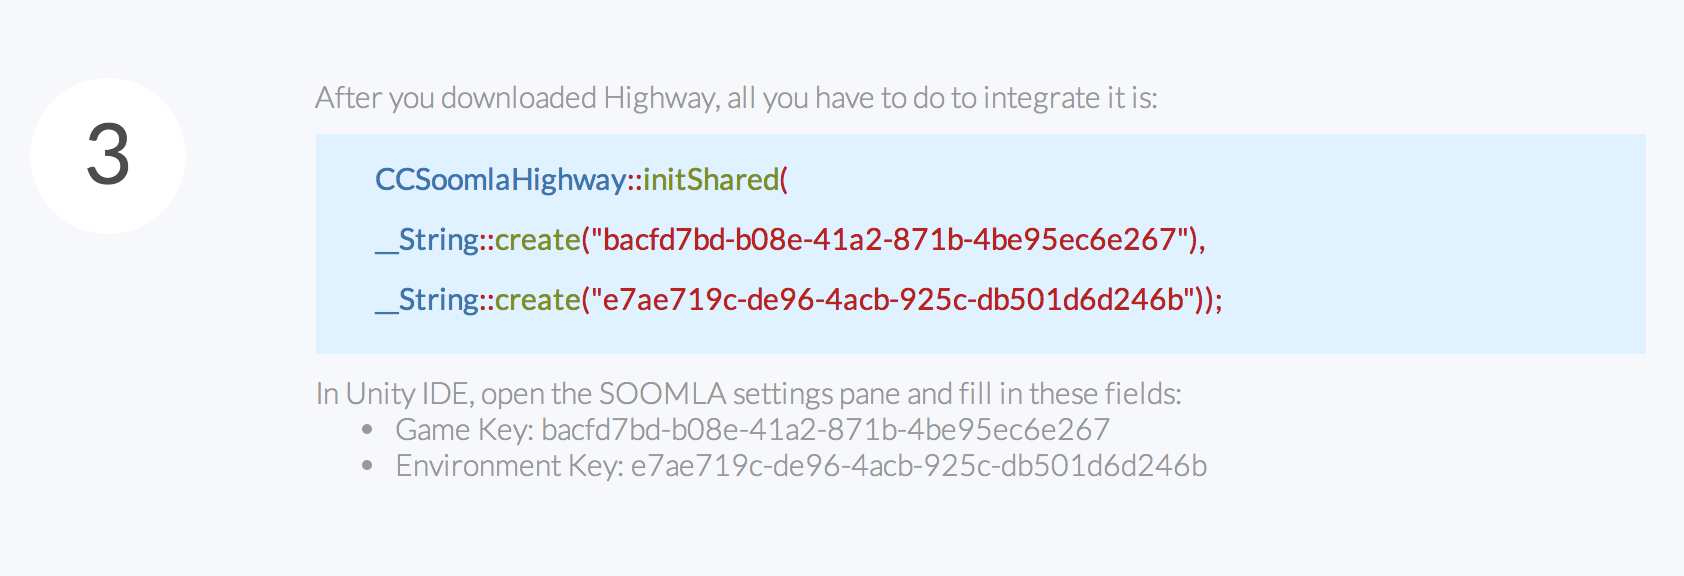 3
After you downloaded Highway, all you have to do to integrate it is:
CCSoomlaHighway::initShared(
__String::create("bacfd7bd-b08e-41a2-871b-4be95ec6e267"),
__String::create("e7ae719c-de96-4acb-925c-db501d6d246b"));
In Unity IDE, open the SOOMLA settings pane and fill in these fields:
• Game Key: bacfd7bd-b08e-41a2-871b-4be95ec6e267
• Environment Key: e7ae719c-de96-4acb-925c-db501d6d246b